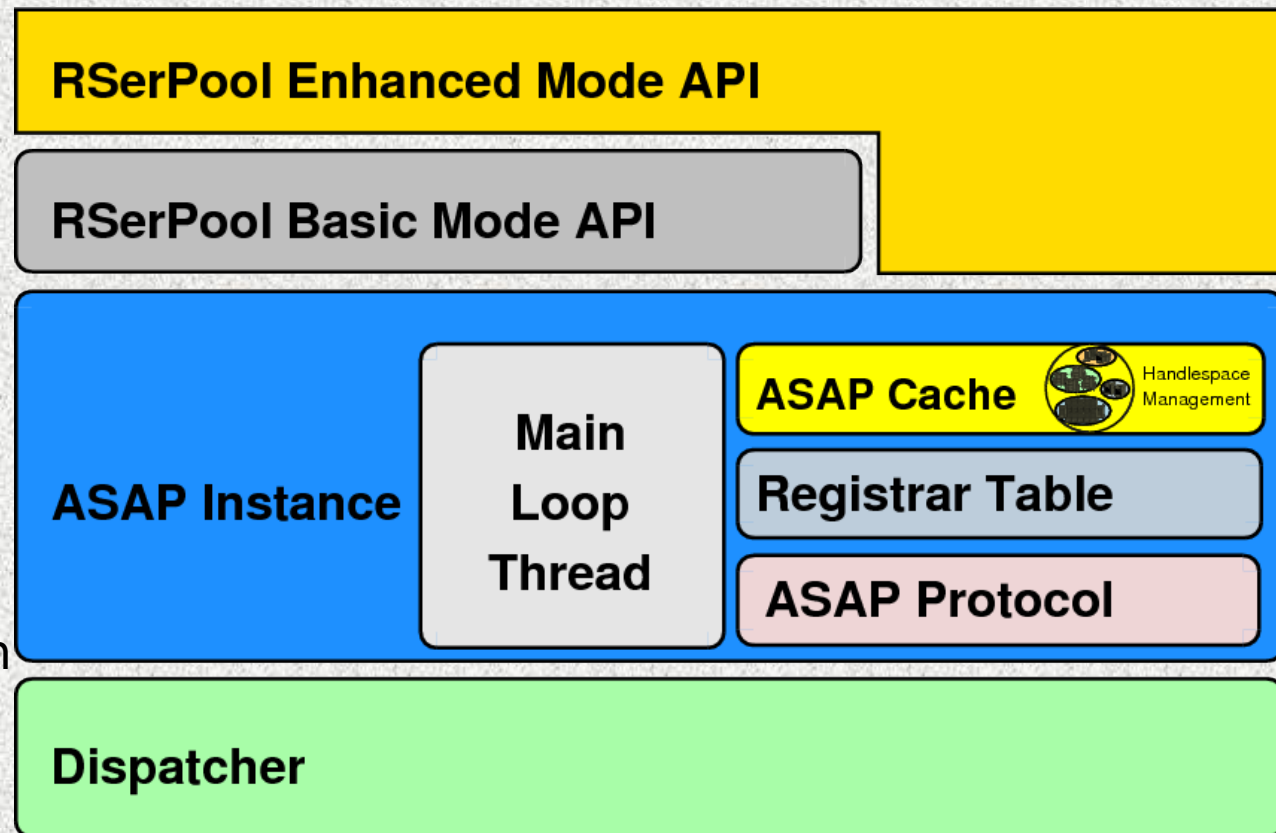 RSerPool Enhanced Mode API
RSerPool Basic Mode API
ASAP Instance
Main
Loop
Thread
ASAP Cache
Handlespace
Management
Registrar Table
ASAP Protocol
n
Dispatcher